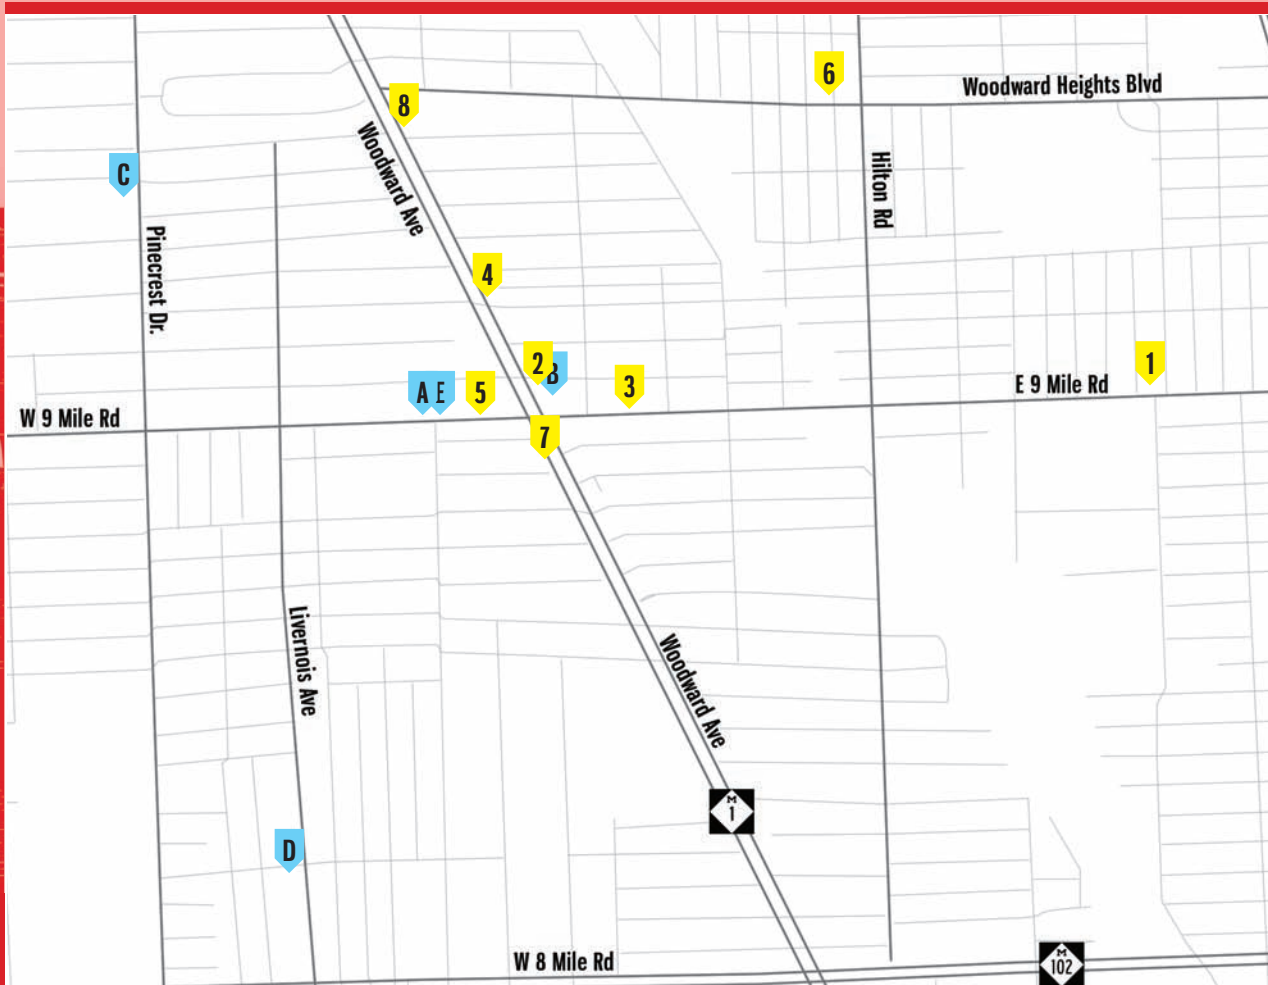 6
Woodward Heights Blvd
8
Woodward Ave
C
Hilton Rd
Pinecrest Dr.
4
2
B
1
A
E
5
3
E 9 Mile Rd
W 9 Mile Rd
7
Livernois Ave
Woodward Ave
M
1
D
W 8 Mile Rd
M
102